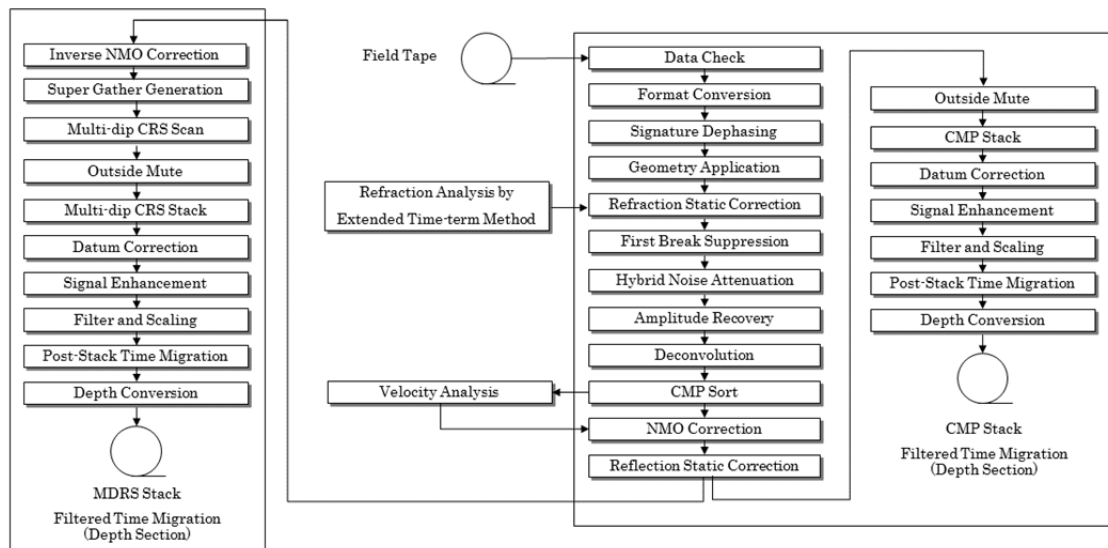 Inverse NMO Correction
Super Gather Generation
Multi-dip CRS Scan
Outside Mute
Multi-dip CRS Stack
Datum Correction
Signal Enhancement
Filter and Scaling
Post-Stack Time Migration
Depth Conversion
MDRS Stack
Filtered Time Migration
(Depth Section)
Field Tape
Refraction Analysis by
Extended Time-term Method
Velocity Analysis
Data Check
Format Conversion
Signature Dephasing
Geometry Application
Refraction Static Correction
First Break Suppression
Hybrid Noise Attenuation
Amplitude Recovery
Deconvolution
CMP Sort
NMO Correction
Reflection Static Correction
Outside Mute
CMP Stack
Datum Correction
Signal Enhancement
Filter and Scaling
Post-Stack Time Migration
Depth Conversion
CMP Stack
Filtered Time Migration
(Depth Section)